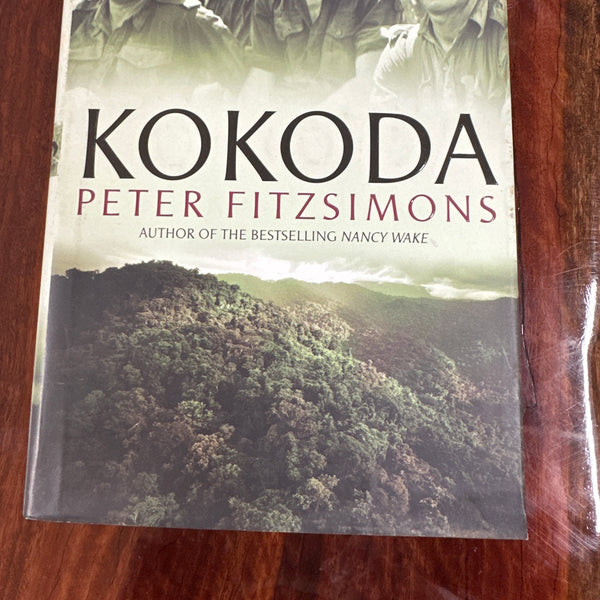 KOKODA
PETER FITZSIMONS
AUTHOR OF THE BESTSELLING NANCY WAKE